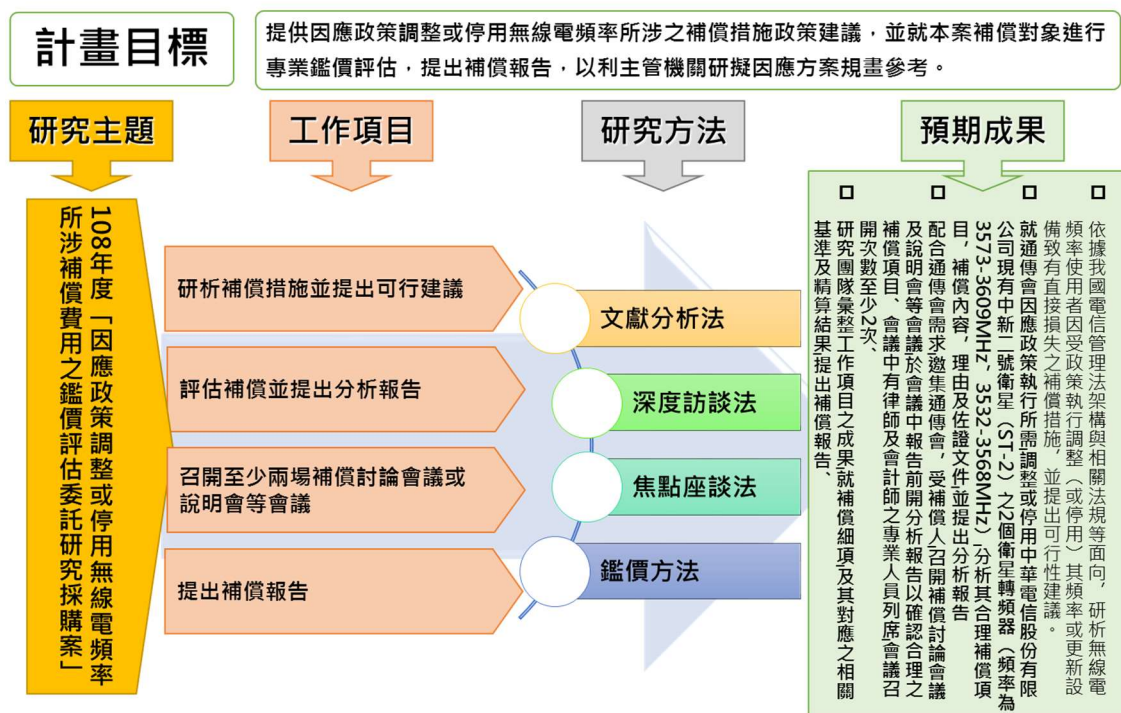 計畫目標
提供因應政策調整或停用無線電頻率所涉之補償措施政策建議，並就本案補償對象進行
專業鑑價評估，提出補償報告，以利主管機關研擬因應方案規畫參考。
研究主題
工作項目
研究方法
預期成果
108年度「因應政策調整或停用無線電頻率
所涉補償費用之鑑價評估委託研究採購案」
研析補償措施並提出可行建議
評估補償並提出分析報告
召開至少兩場補償討論會議或
說明會等會議
提出補償報告
文獻分析法
深度訪談法
焦點座談法
鑑價方法
依據我國電信管理法架構與相關法規等面向，研析無線電
頻率使用者因受政策執行調整（或停用）其頻率或更新設
備致有直接損失之補償措施，並提出可行性建議。
就通傳會因應政策執行所需調整或停用中華電信股份有限
公司現有中新二號衛星（ST-2）之2個衛星轉頻器（頻率為
3573-3609MHz，3532-3568MHz）,分析其合理補償項
目，補償內容，理由及佐證文件,並提出分析報告
配合通傳會需求,邀集通傳會，受補償人,召開補償討論會議
及說明會等會議,於會議中報告前開分析報告以確認合理之
補償項目、會議中有律師及會計師之專業人員列席,會議召
開次數至少2次、
研究團隊彙整工作項目之成果,就補償細項,及其對應之相關
基準及精算結果提出補償報告、